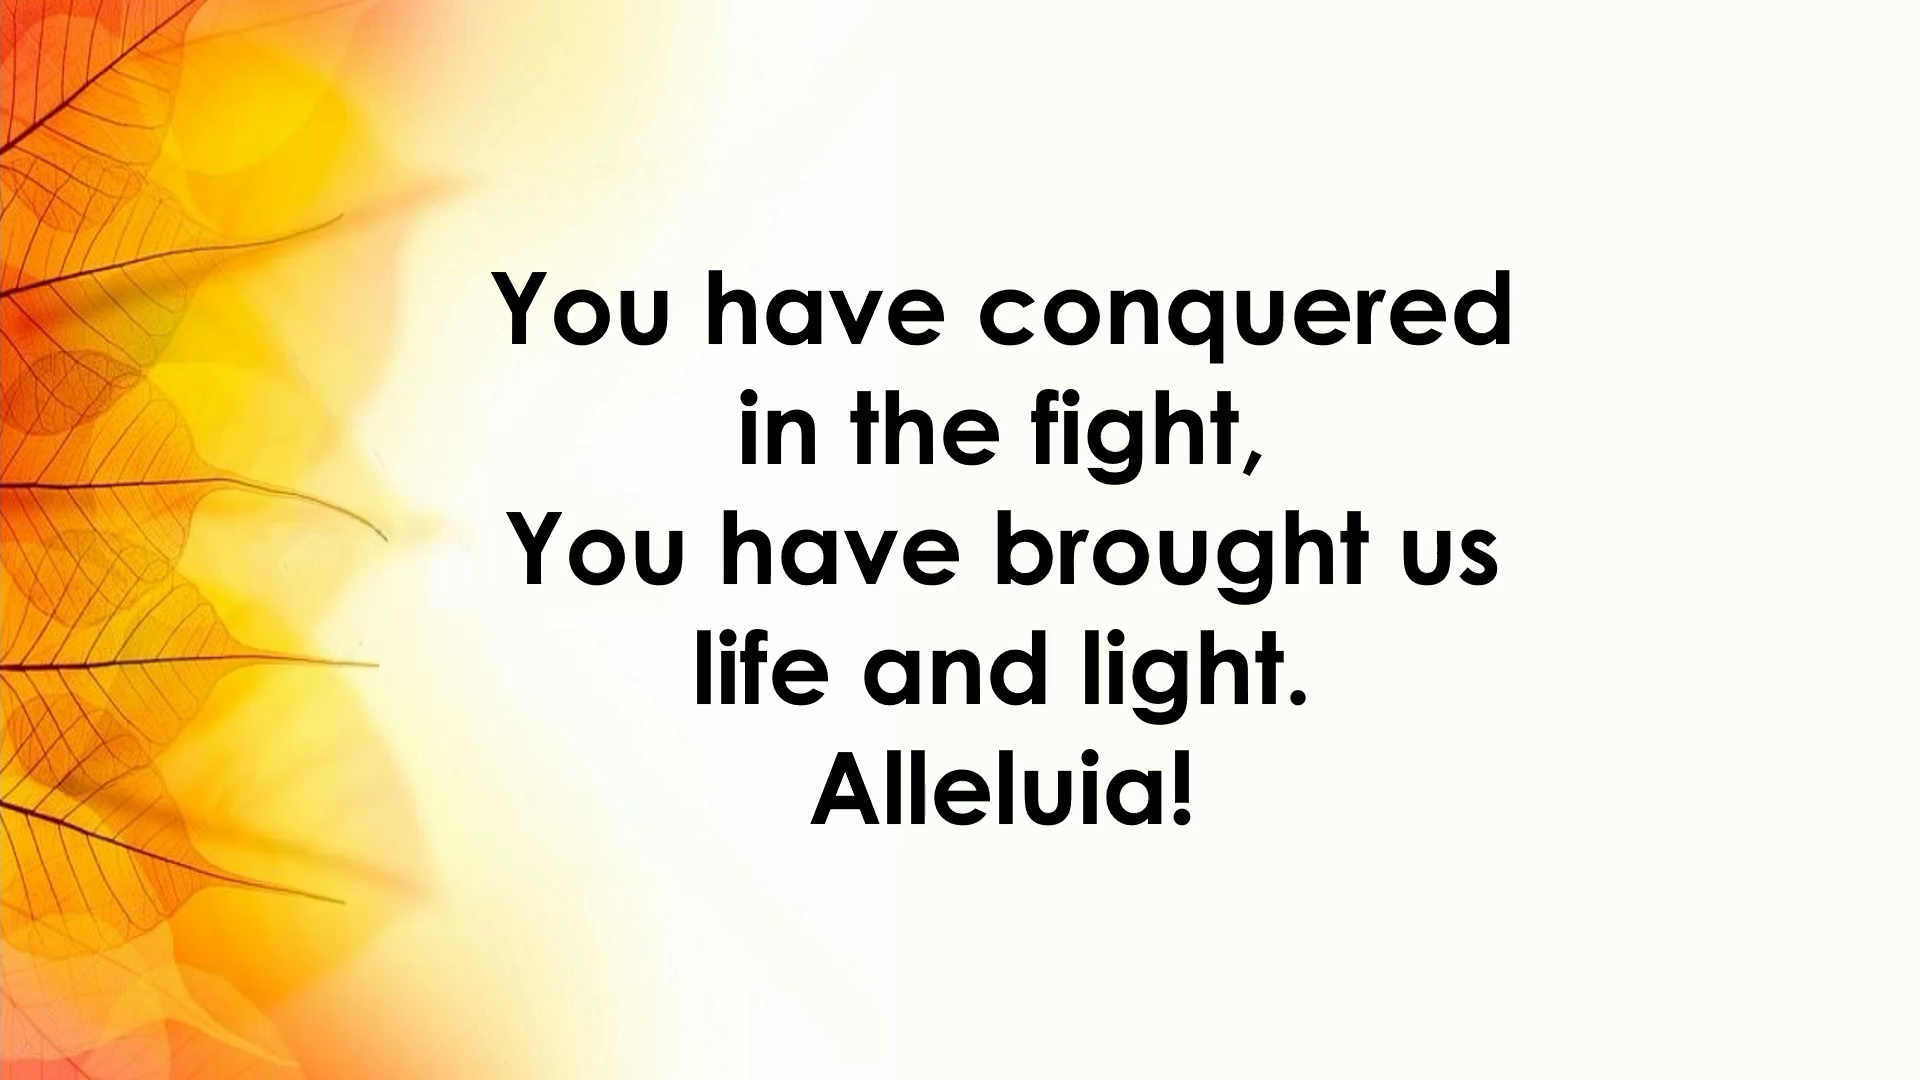 You have conquered
in the fight,
You have brought us
life and light.
Alleluia!